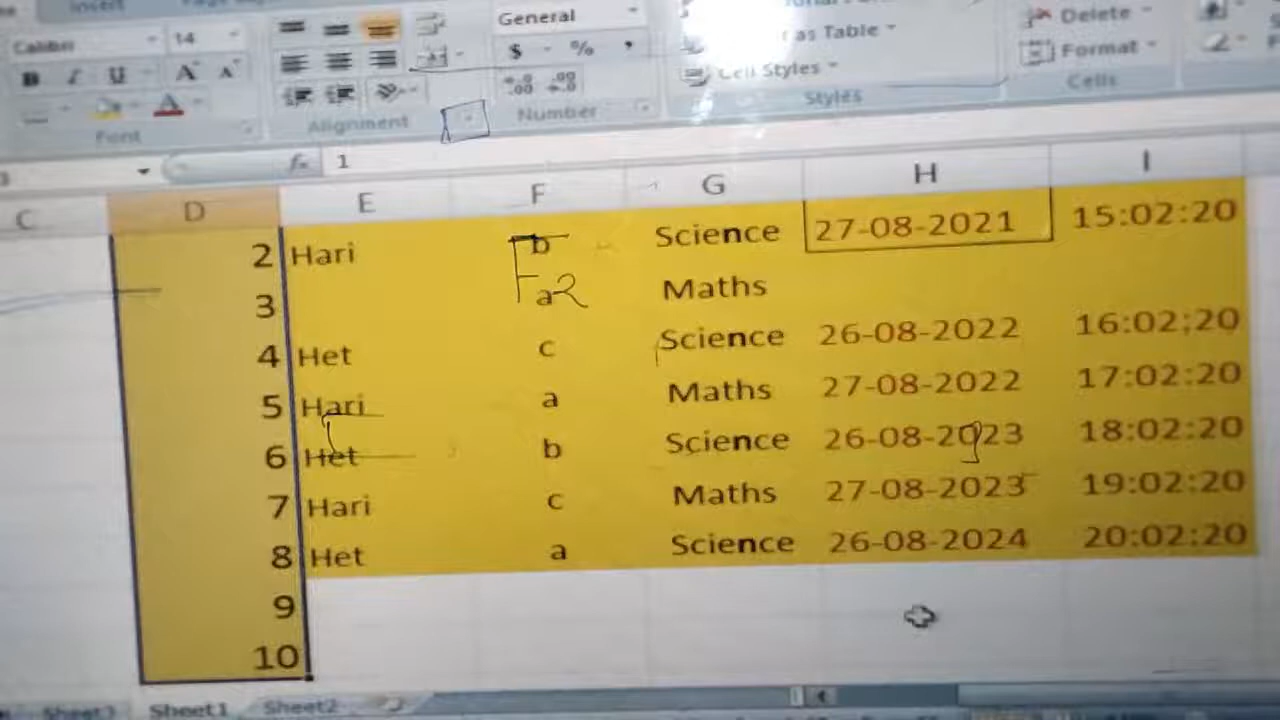 Insert
Calibri 14 General as Table Delete
B I U A A $ % , Cell Styles Format
Font Alignment Number Styles Cells
fx 1
C D E F G H I
2 Hari b Science 27-08-2021 15:02:20
3 a Maths
4 Het c Science 26-08-2022 16:02;20
5 Hari a Maths 27-08-2022 17:02:20
6 Het b Science 26-08-2023 18:02:20
7 Hari c Maths 27-08-2023 19:02:20
8 Het a Science 26-08-2024 20:02:20
9
10
Sheet3 Sheet1 Sheet2